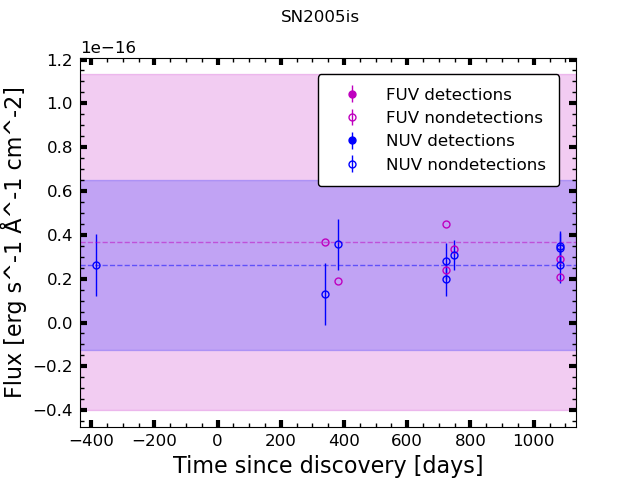 SN2005is
1e−16
1.2
1.0
0.8
0.6
0.4
0.2
0.0
−0.2
−0.4
Flux [erg s^-1 Å^-1 cm^-2]
FUV detections
FUV nondetections
NUV detections
NUV nondetections
−400 −200 0 200 400 600 800 1000
Time since discovery [days]